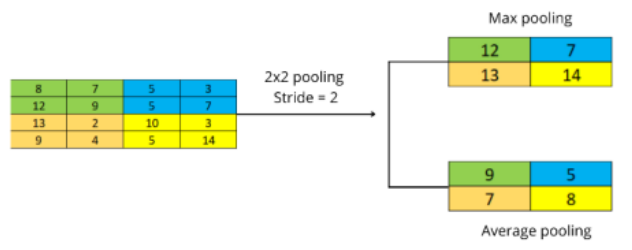 Max pooling
12 7
13 14
8 7 5 3
12 9 5 7
13 2 10 3
9 4 5 14
2x2 pooling
Stride = 2
9 5
7 8
Average pooling